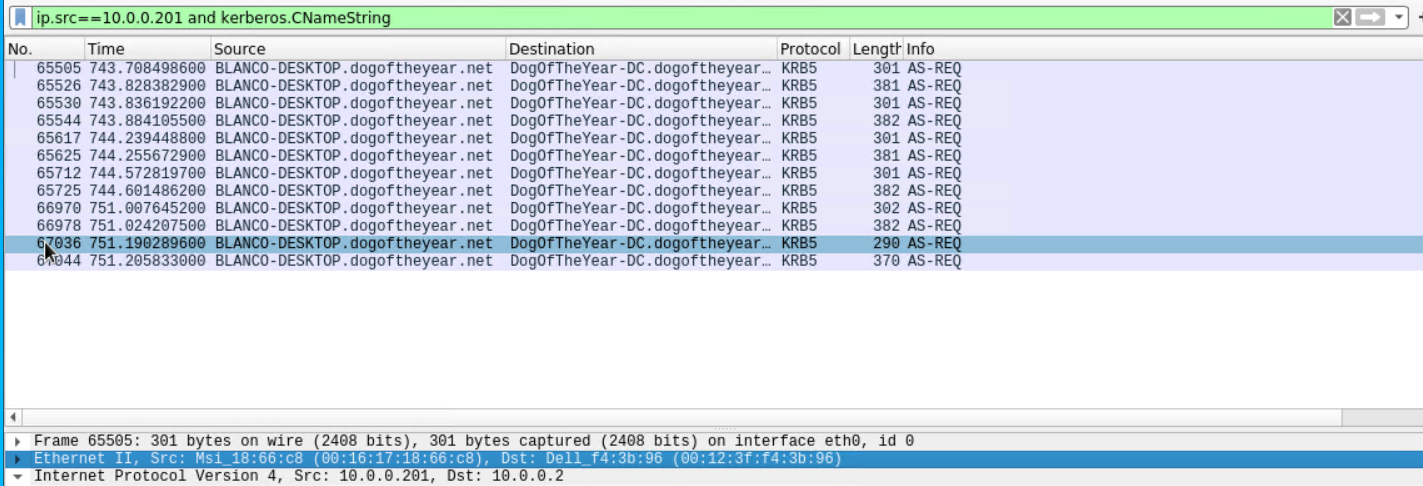 ip.src==10.0.0.201 and kerberos.CNameString
No. Time Source Destination Protocol Length Info
65505 743.708498600 BLANCO-DESKTOP.dogoftheyear.net DogOfTheYear-DC.dogoftheyear… KRB5 301 AS-REQ
65526 743.828382900 BLANCO-DESKTOP.dogoftheyear.net DogOfTheYear-DC.dogoftheyear… KRB5 381 AS-REQ
65530 743.836192200 BLANCO-DESKTOP.dogoftheyear.net DogOfTheYear-DC.dogoftheyear… KRB5 301 AS-REQ
65544 743.884105500 BLANCO-DESKTOP.dogoftheyear.net DogOfTheYear-DC.dogoftheyear… KRB5 382 AS-REQ
65617 744.239448800 BLANCO-DESKTOP.dogoftheyear.net DogOfTheYear-DC.dogoftheyear… KRB5 301 AS-REQ
65625 744.255672900 BLANCO-DESKTOP.dogoftheyear.net DogOfTheYear-DC.dogoftheyear… KRB5 381 AS-REQ
65712 744.572819700 BLANCO-DESKTOP.dogoftheyear.net DogOfTheYear-DC.dogoftheyear… KRB5 301 AS-REQ
65725 744.601486200 BLANCO-DESKTOP.dogoftheyear.net DogOfTheYear-DC.dogoftheyear… KRB5 382 AS-REQ
66970 751.007645200 BLANCO-DESKTOP.dogoftheyear.net DogOfTheYear-DC.dogoftheyear… KRB5 302 AS-REQ
66978 751.024207500 BLANCO-DESKTOP.dogoftheyear.net DogOfTheYear-DC.dogoftheyear… KRB5 382 AS-REQ
67036 751.190289600 BLANCO-DESKTOP.dogoftheyear.net DogOfTheYear-DC.dogoftheyear… KRB5 290 AS-REQ
67044 751.205833000 BLANCO-DESKTOP.dogoftheyear.net DogOfTheYear-DC.dogoftheyear… KRB5 370 AS-REQ
Frame 65505: 301 bytes on wire (2408 bits), 301 bytes captured (2408 bits) on interface eth0, id 0
Ethernet II, Src: Msi_18:66:c8 (00:16:17:18:66:c8), Dst: Dell_f4:3b:96 (00:12:3f:f4:3b:96)
Internet Protocol Version 4, Src: 10.0.0.201, Dst: 10.0.0.2